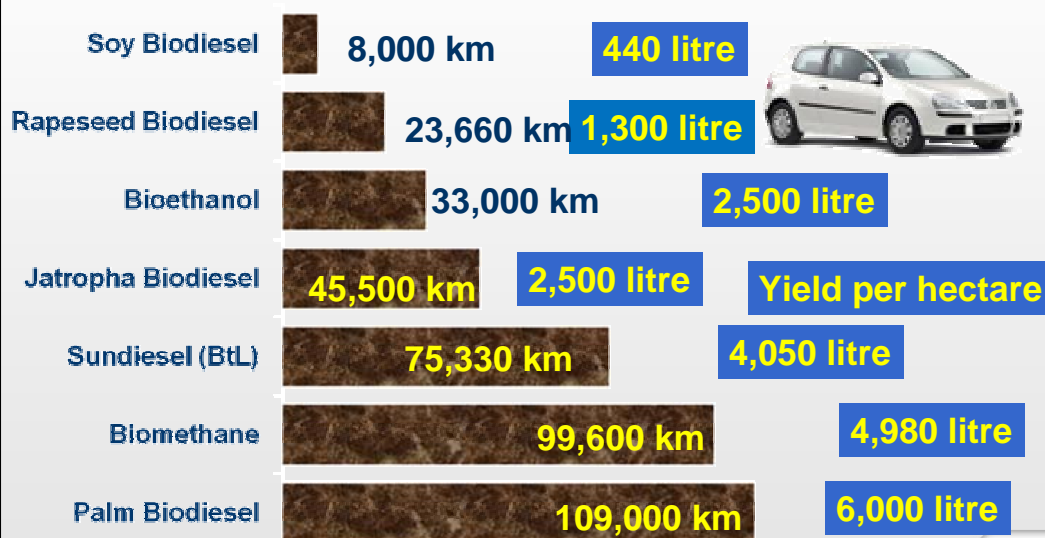 Soy Biodiesel 8,000 km 440 litre
Rapeseed Biodiesel 23,660 km 1,300 litre
Bioethanol 33,000 km 2,500 litre
Jatropha Biodiesel 45,500 km 2,500 litre Yield per hectare
Sundiesel (BtL) 75,330 km 4,050 litre
Biomethane 99,600 km 4,980 litre
Palm Biodiesel 109,000 km 6,000 litre